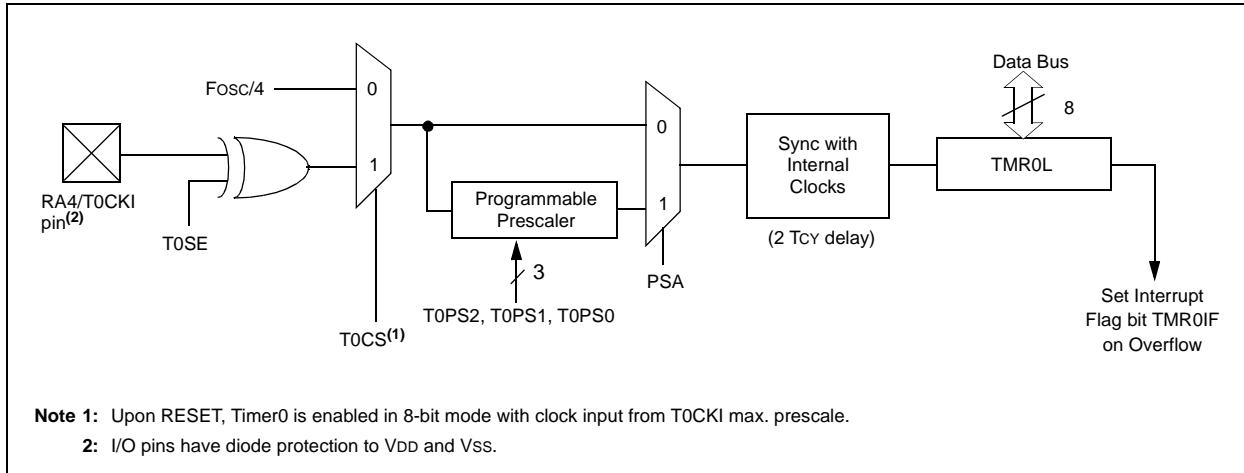 Data Bus
8
FOSC/4
0
1
RA4/T0CKI
pin(2)
T0SE
T0CS(1)
Programmable
Prescaler
3
T0PS2, T0PS1, T0PS0
0
1
PSA
Sync with
Internal
Clocks
(2 TCY delay)
TMR0L
Set Interrupt
Flag bit TMR0IF
on Overflow
Note 1: Upon RESET, Timer0 is enabled in 8-bit mode with clock input from T0CKI max. prescale.
2: I/O pins have diode protection to VDD and VSS.